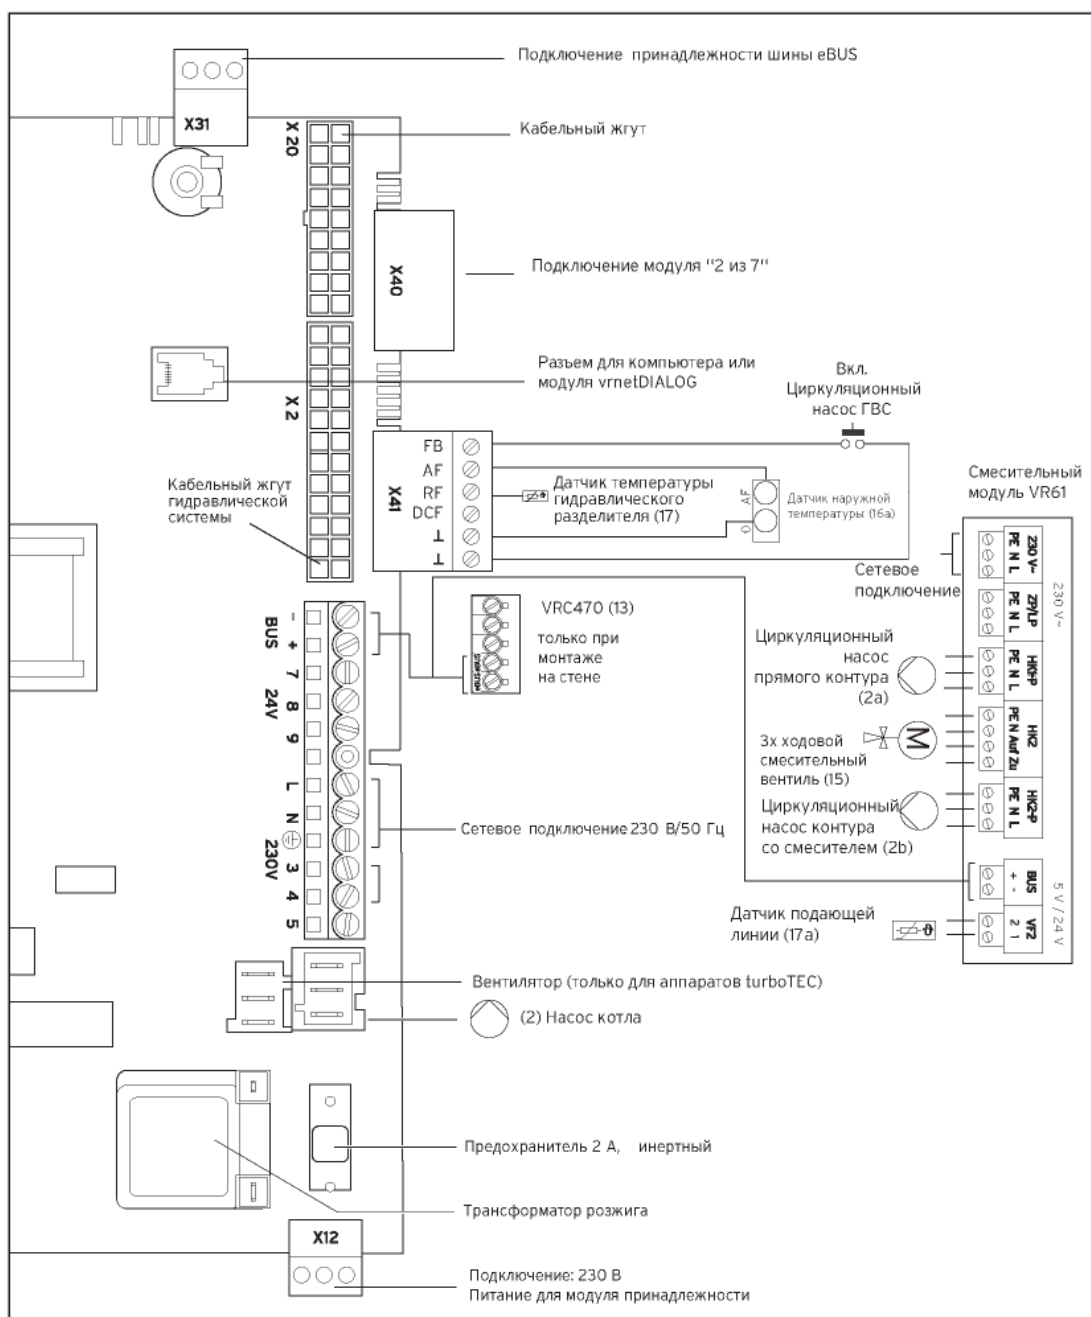 Подключение принадлежности шины eBUS
X31
X 20
Кабельный жгут
X40
Подключение модуля "2 из 7"
Разъем для компьютера или
модуля vrnetDIALOG
X 2
Вкл.
Циркуляционный
насос ГВС
Кабельный жгут
гидравлической
системы
X41
FB
AF
RF
DCF
⊥
⊥
Датчик температуры
гидравлического
разделителя (17)
AF
0
Датчик наружной
температуры (16a)
Смесительный
модуль VR61
Сетевое
подключение
PE N L
230 V~
230 V~
PE N L
ZP/LP
Циркуляционный
насос
прямого контура
(2a)
PE N L
HK1-P
3х ходовой
смесительный
вентиль (15)
M
PE N Auf Zu
HK2
Циркуляционный
насос контура
со смесителем (2b)
PE N L
HK2-P
+ -
BUS
5 V / 24 V
Датчик подающей
линии (17a)
2 1
VF2
VRC470 (13)
только при
монтаже
на стене
eBUS
eBUS
BUS
- +
24V
7 8 9
230V
L N
3 4 5
Сетевое подключение 230 В/50 Гц
Вентилятор (только для аппаратов turboTEC)
(2) Насос котла
Предохранитель 2 А, инертный
Трансформатор розжига
X12
Подключение: 230 В
Питание для модуля принадлежности